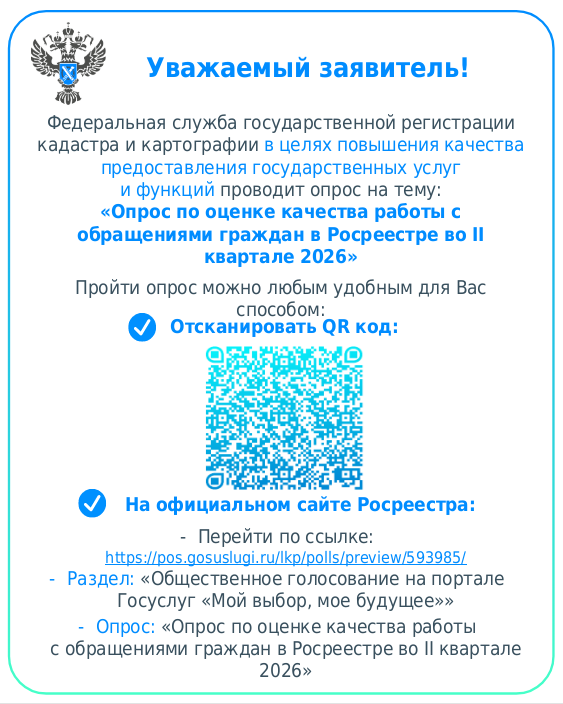 Уважаемый заявитель!
Федеральная служба государственной регистрации
кадастра и картографии в целях повышения качества
предоставления государственных услуг
и функций проводит опрос на тему:
«Опрос по оценке качества работы с
обращениями граждан в Росреестре во II
квартале 2026»
Пройти опрос можно любым удобным для Вас
способом:
Отсканировать QR код:
На официальном сайте Росреестра:
- Перейти по ссылке:
https://pos.gosuslugi.ru/lkp/polls/preview/593985/
- Раздел: «Общественное голосование на портале
Госуслуг «Мой выбор, мое будущее»»
- Опрос: «Опрос по оценке качества работы
с обращениями граждан в Росреестре во II квартале
2026»